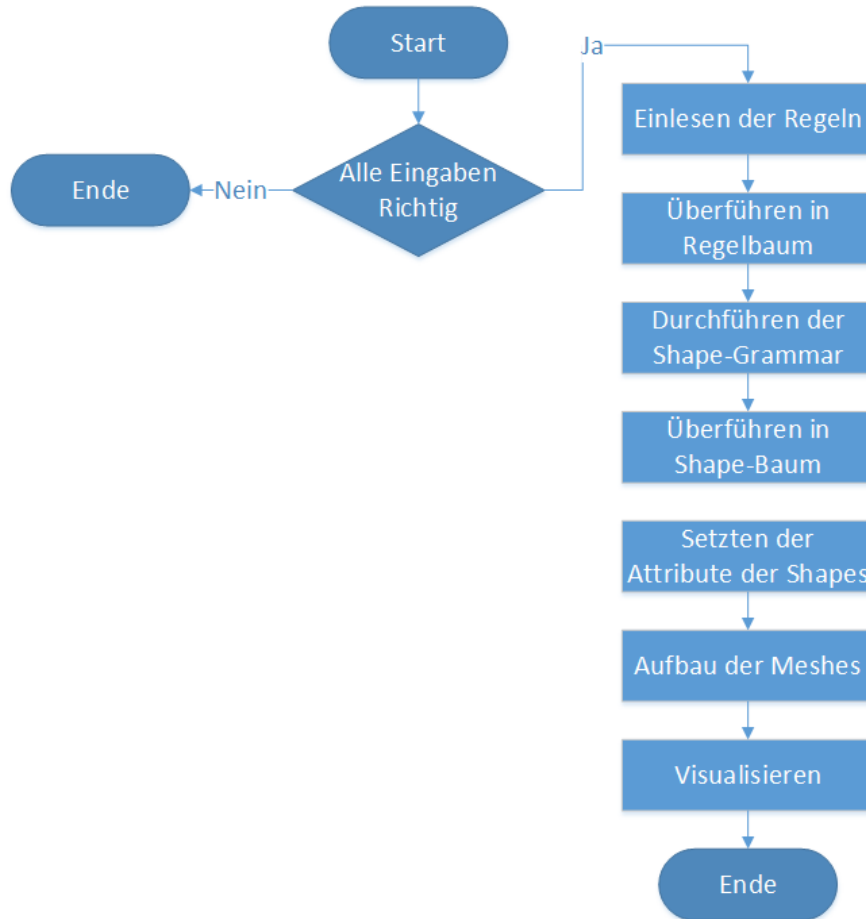 Start
Ja
Einlesen der Regeln
Alle Eingaben
Richtig
Nein
Ende
Überführen in
Regelbaum
Durchführen der
Shape-Grammar
Überführen in
Shape-Baum
Setzten der
Attribute der Shapes
Aufbau der Meshes
Visualisieren
Ende